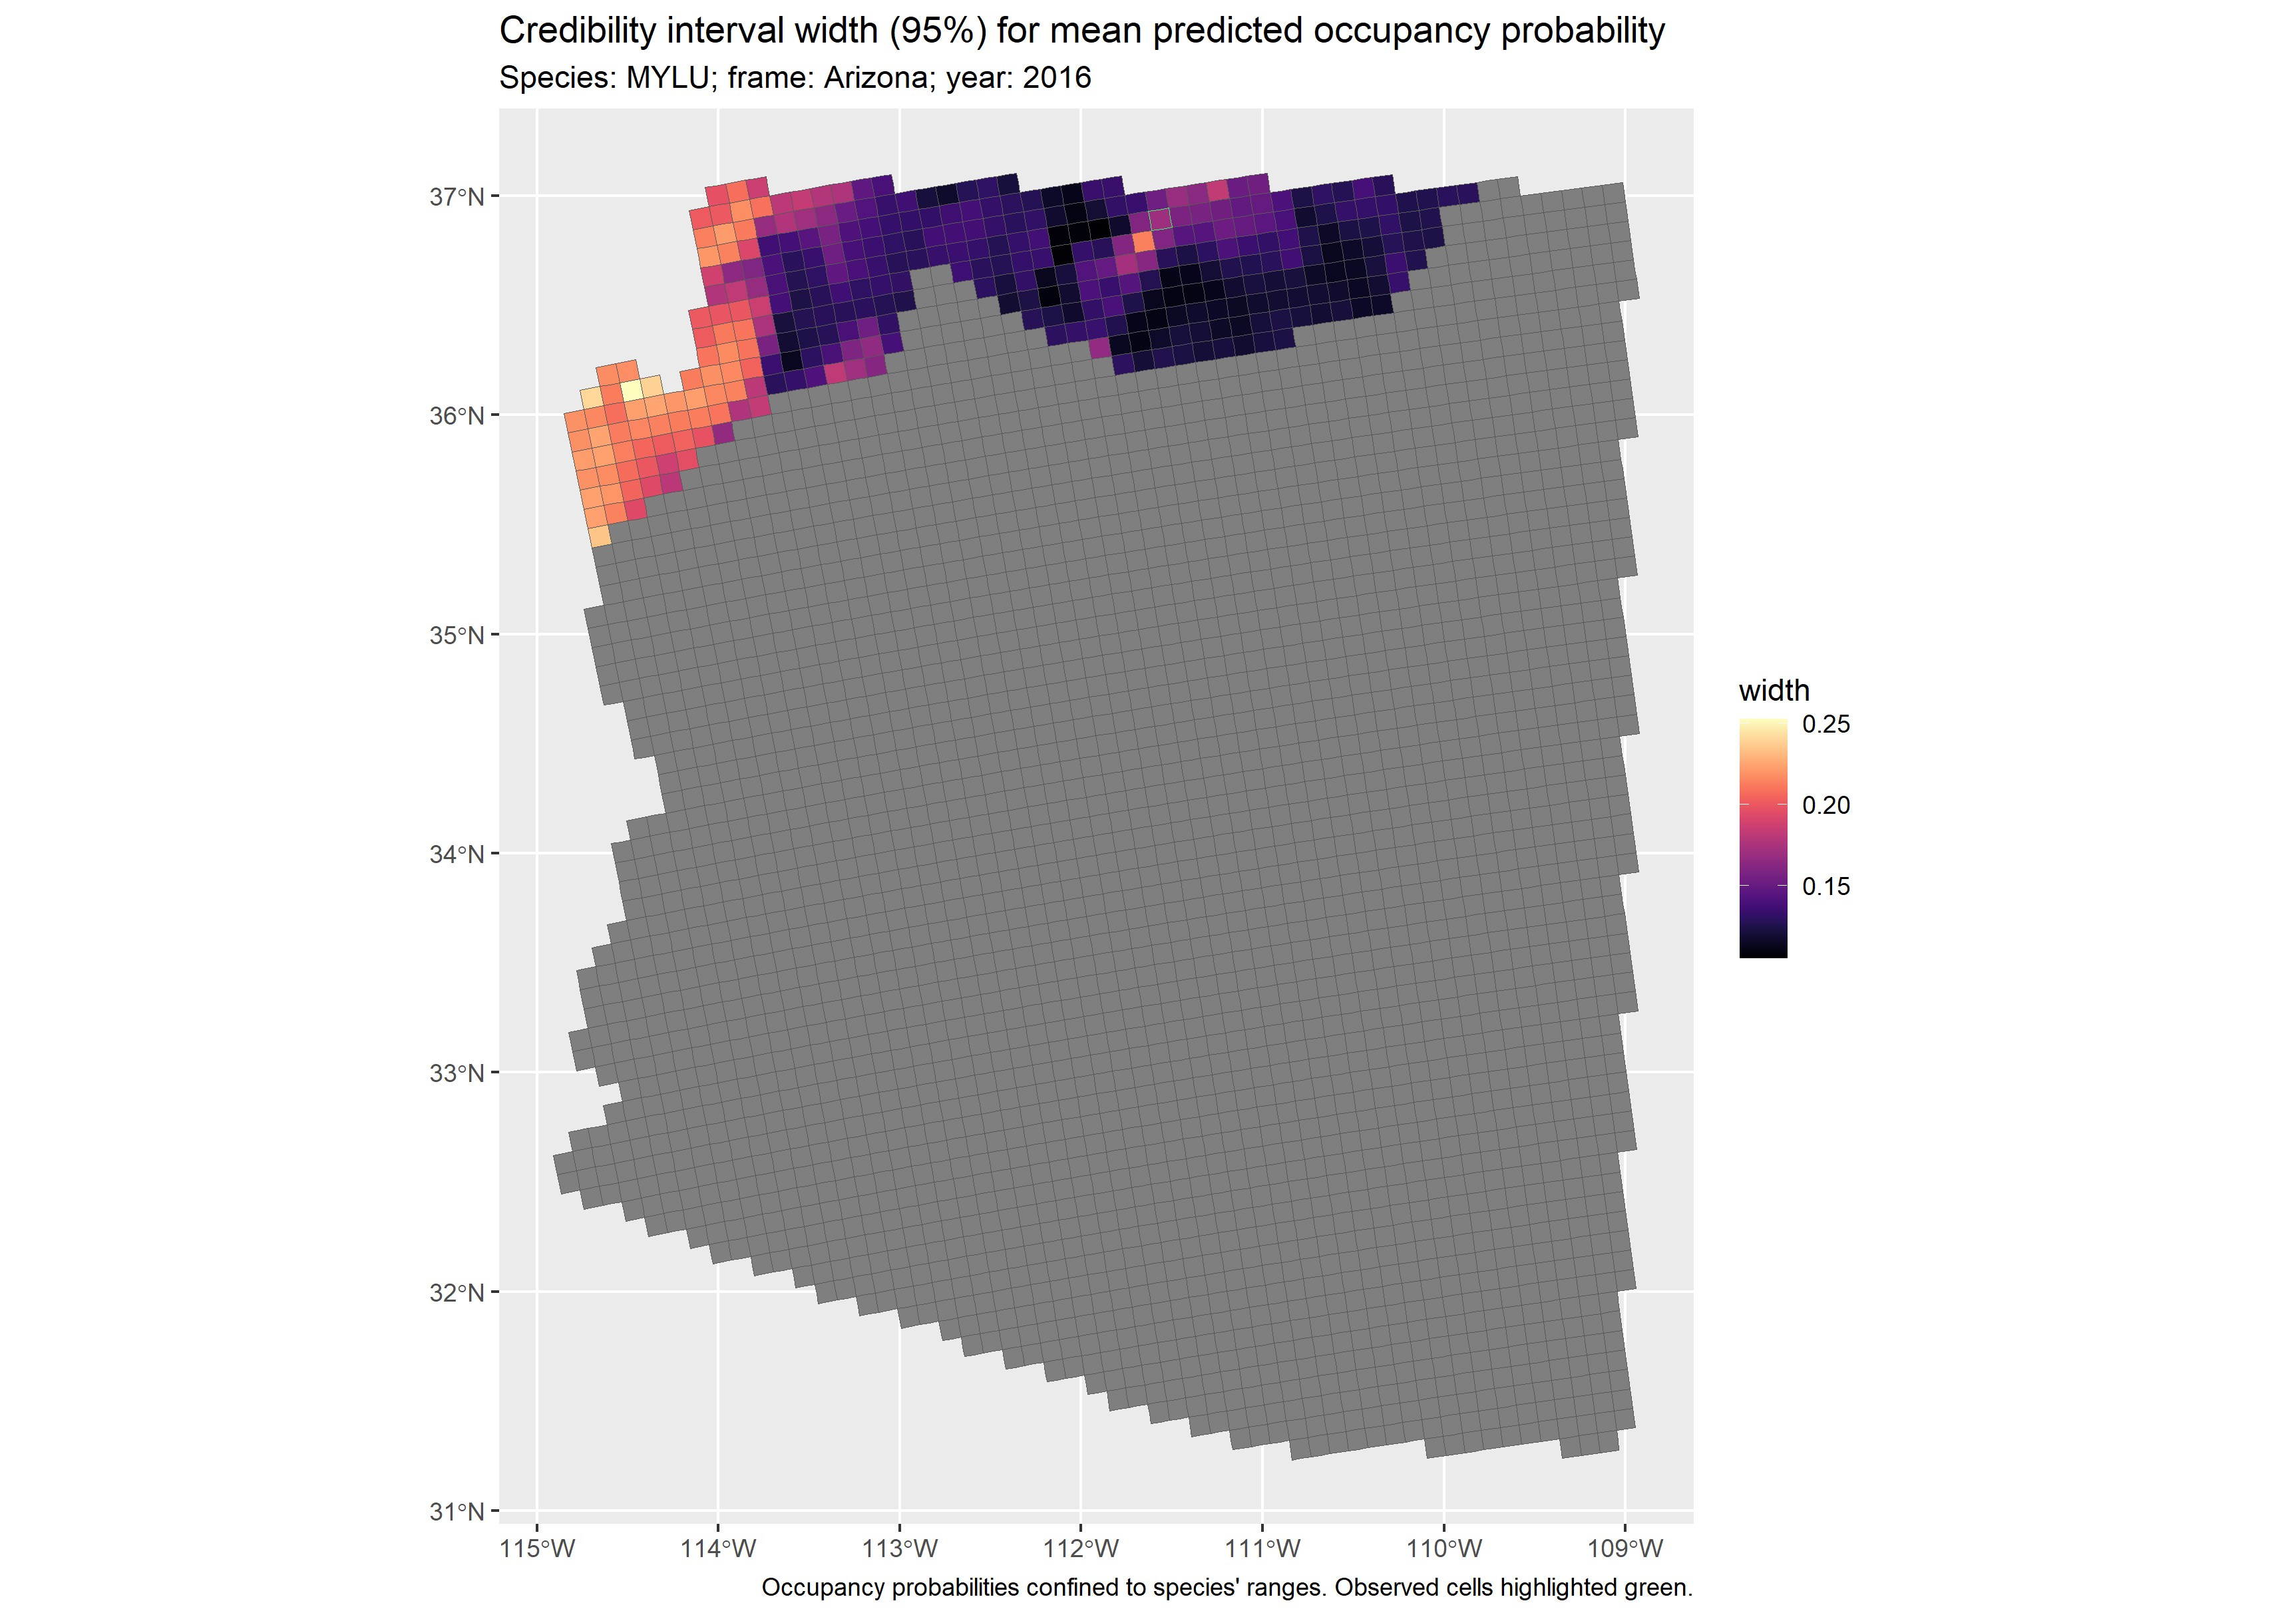 Credibility interval width (95%) for mean predicted occupancy probability
Species: MYLU; frame: Arizona; year: 2016
37°N
36°N
35°N
34°N
33°N
32°N
31°N
width
0.25
0.20
0.15
115°W 114°W 113°W 112°W 111°W 110°W 109°W
Occupancy probabilities confined to species' ranges. Observed cells highlighted green.